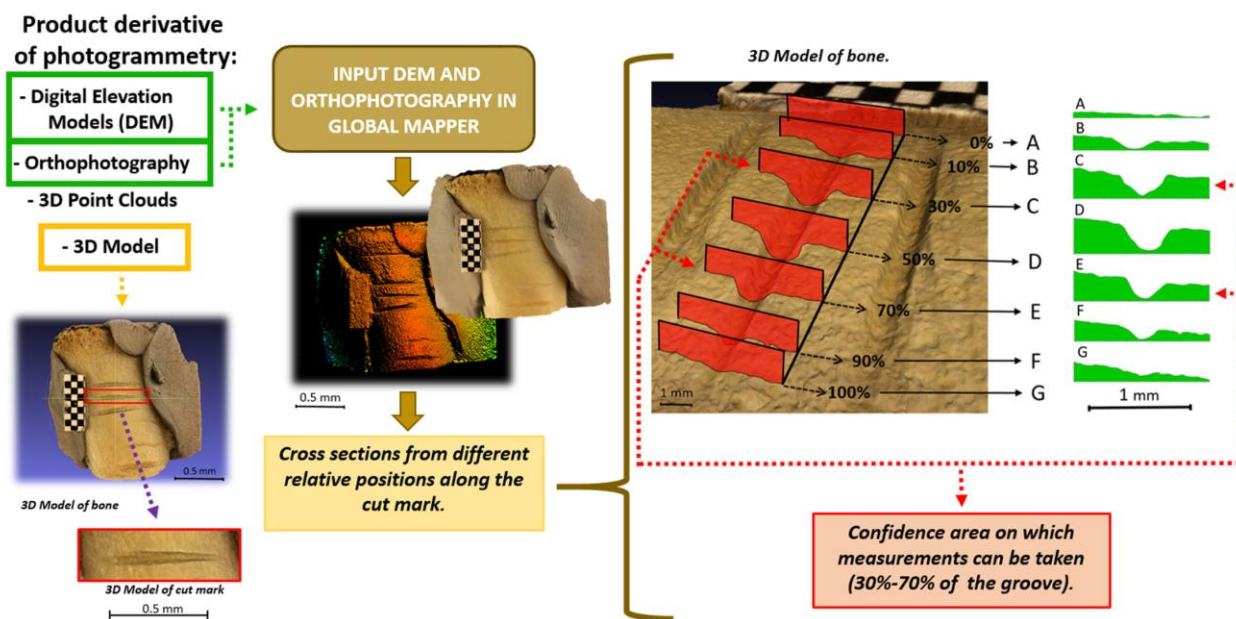 Product derivative
of photogrammetry:
- Digital Elevation
Models (DEM)
- Orthophotography
- 3D Point Clouds
- 3D Model
0.5 mm
3D Model of bone
3D Model of cut mark
0.5 mm
INPUT DEM AND
ORTHOPHOTOGRAPHY IN
GLOBAL MAPPER
0.5 mm
Cross sections from different
relative positions along the
cut mark.
3D Model of bone.
0% A
10% B
30% C
50% D
70% E
90% F
100% G
1 mm
A
B
C
D
E
F
G
1 mm
Confidence area on which
measurements can be taken
(30%-70% of the groove).